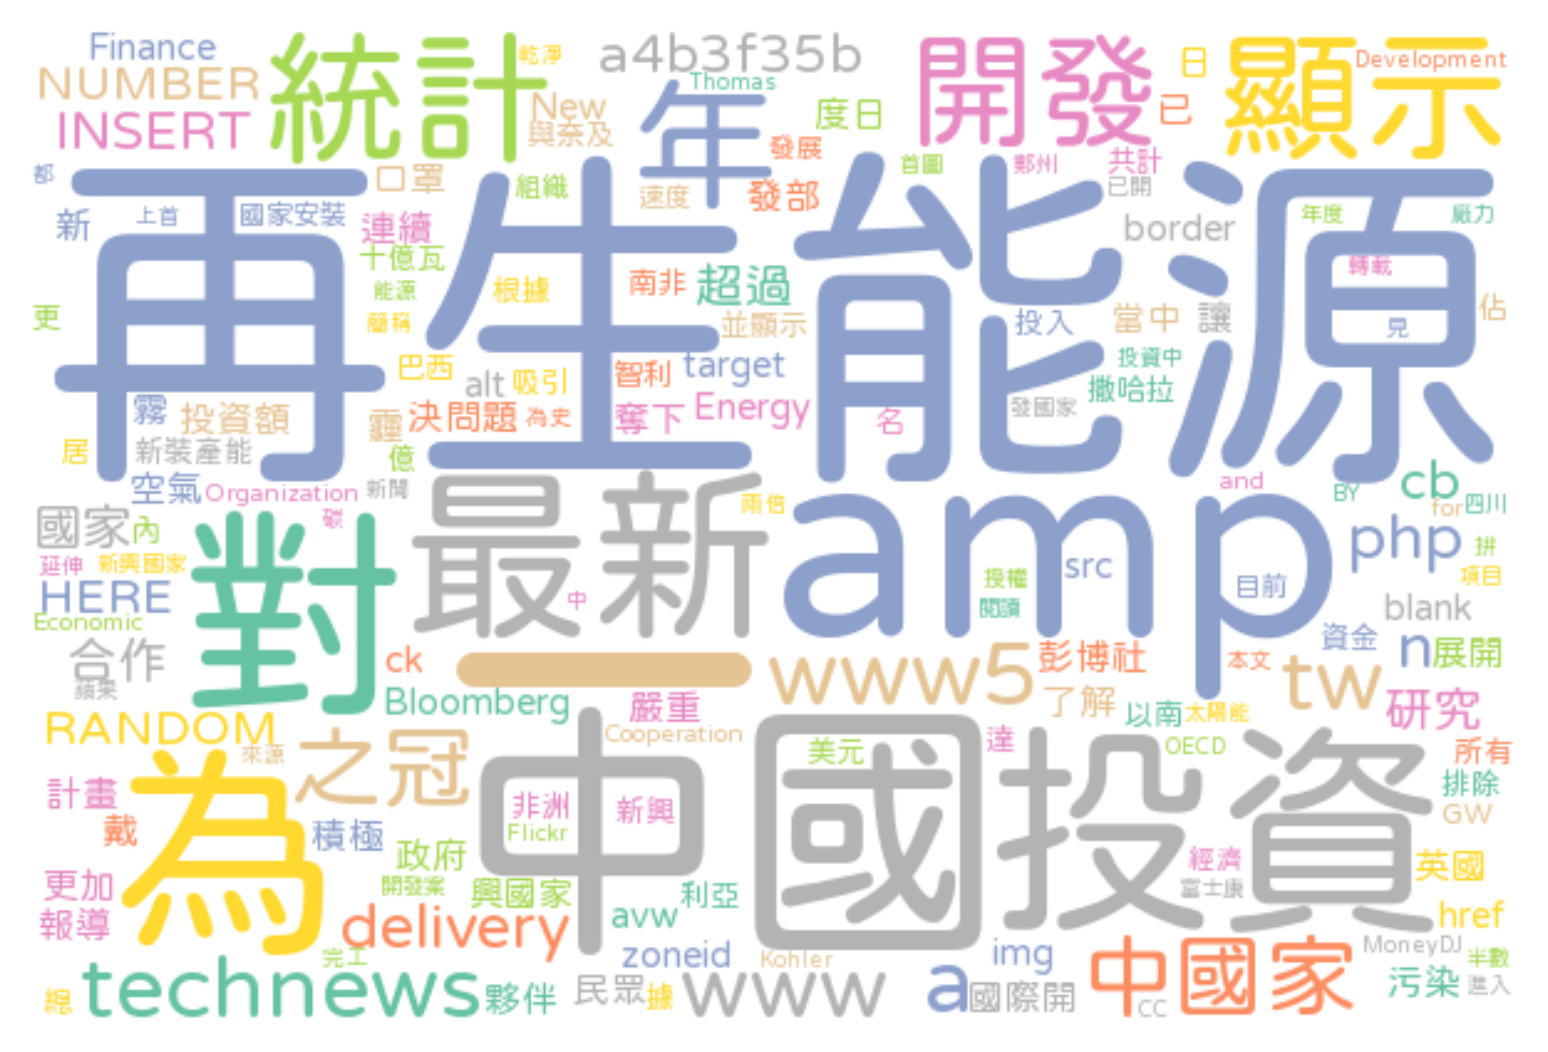 Finance
NUMBER
INSERT
統計
乾淨
a4b3f35b
Thomas
New
與奈及
年
度日
開發
日
已
顯示
Development
都
口罩
組織
速度
發展
發部
首圖
鄭州
共計
已開
再生能源
新
上首
國家安裝
連續
十億瓦
能源
簡稱
根據
南非
超過
並顯示
border
年度
廠力
轉載
見
佔
更
巴西
alt
吸引
智利
target
投入
當中
讓
投資中
撒哈拉
發國家
霧
投資額
霾
決問題
為史
奪下
Energy
名
居
新裝產能
億
空氣
Organization
新聞
國家
內
延伸
新興國家
HERE
Economic
對
最新
中
兩倍
amp
and
BY
cb
for
四川
php
拼
項目
src
授權
閱讀
目前
blank
合作
蘋果
ck
一
www5
彭博社
了解
本文
資金
tw
n
展開
研究
Bloomberg
嚴重
Cooperation
以南
太陽能
RANDOM
來源
之冠
為
計畫
戴
積極
政府
開發案
更加
報導
中國投資
非洲
Flickr
新興
美元
達
OECD
所有
排除
GW
經濟
富士康
英國
興國家
利亞
avw
delivery
href
technews
完工
總
夥伴
zoneid
Kohler
民眾
據
www
a
img
國際開
中國家
CC
MoneyDJ
半數
污染
進入